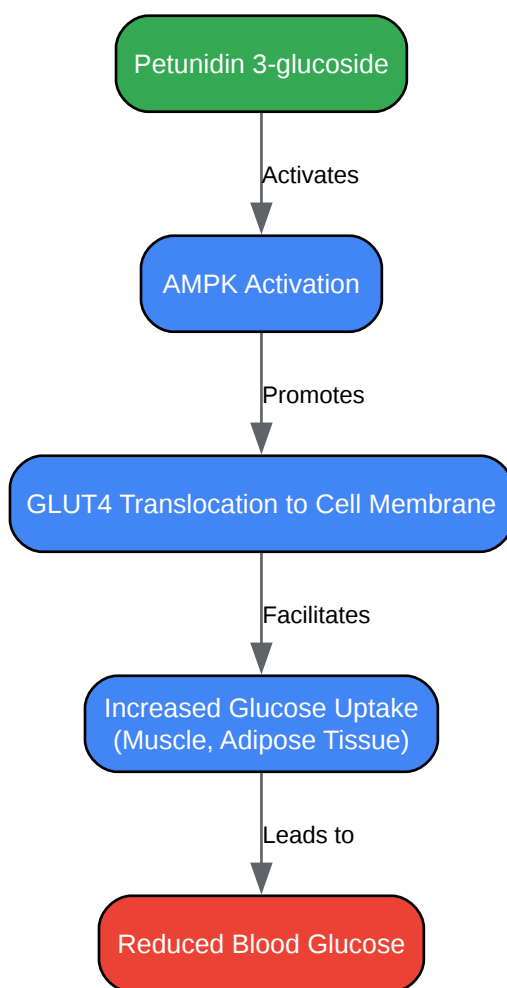 Petunidin 3-glucoside
Activates
AMPK Activation
Promotes
GLUT4 Translocation to Cell Membrane
Facilitates
Increased Glucose Uptake
(Muscle, Adipose Tissue)
Leads to
Reduced Blood Glucose